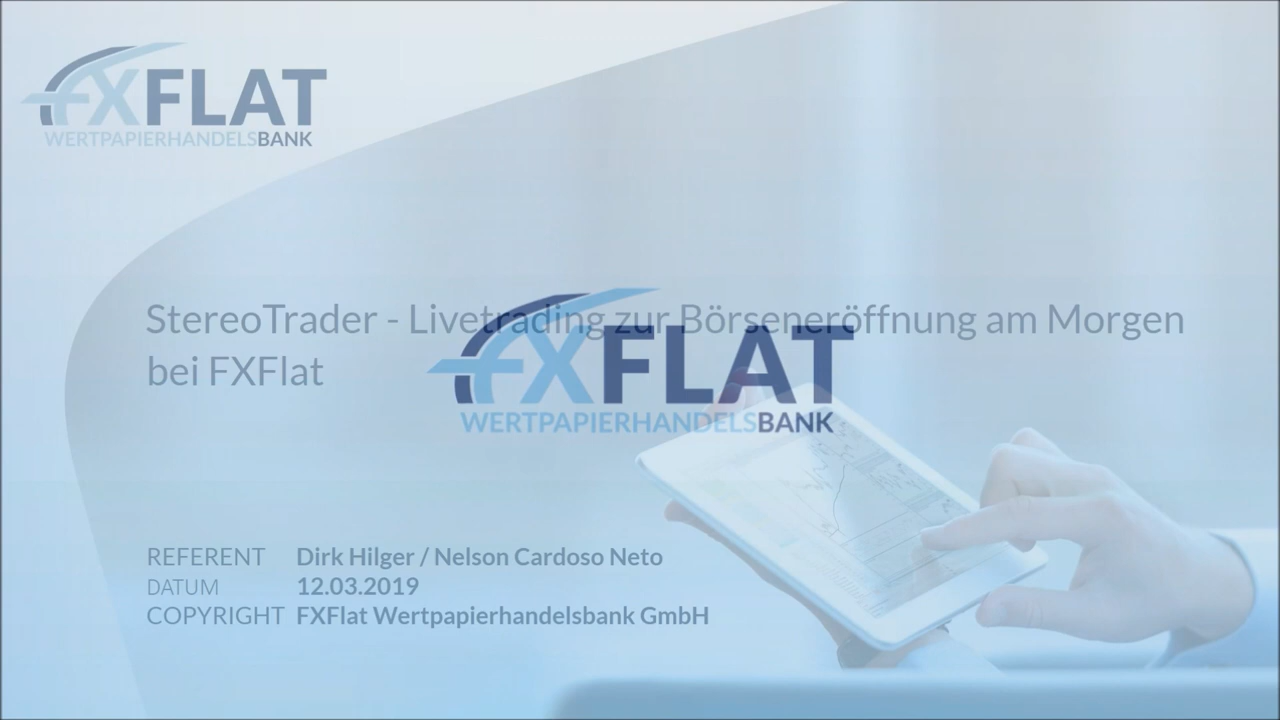 FXFLAT
WERTPAPIERHANDELSBANK
StereoTrader - Livetrading zur Börseneröffnung am Morgen
bei FXFlat
FXFLAT
WERTPAPIERHANDELSBANK
REFERENT Dirk Hilger / Nelson Cardoso Neto
DATUM 12.03.2019
COPYRIGHT FXFlat Wertpapierhandelsbank GmbH